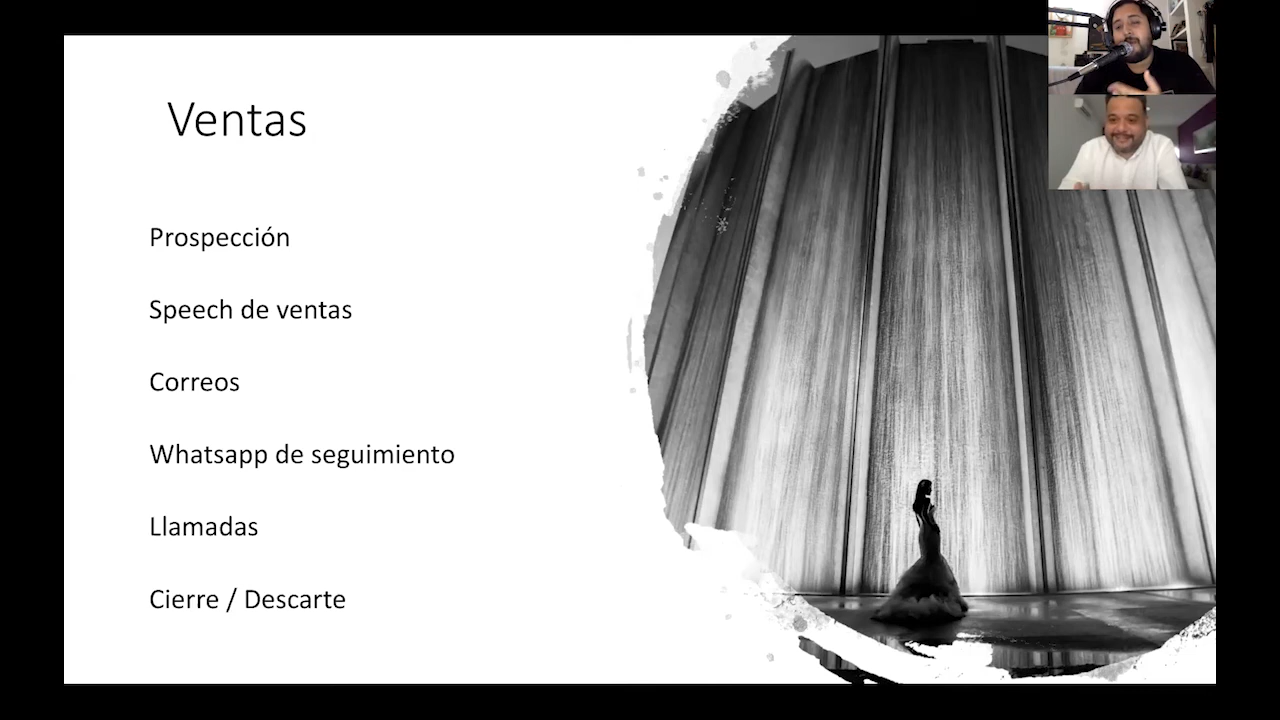 Ventas
Prospección
Speech de ventas
Correos
Whatsapp de seguimiento
Llamadas
Cierre / Descarte